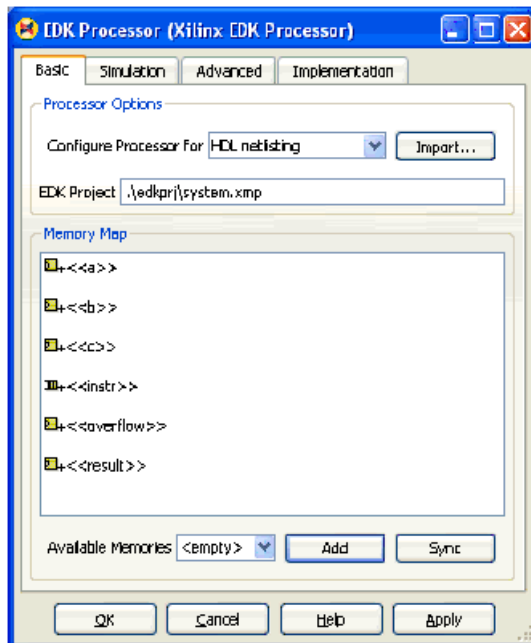 EDK Processor (Xilinx EDK Processor)
Basic Simulation Advanced Implementation
Processor Options
Configure Processor for HDL netlisting Import...
EDK Project .\edkprj\system.xmp
Memory Map
+<<a>>
+<<b>>
+<<c>>
+<<instr>>
+<<overflow>>
+<<result>>
Available Memories <empty> Add Sync
OK Cancel Help Apply